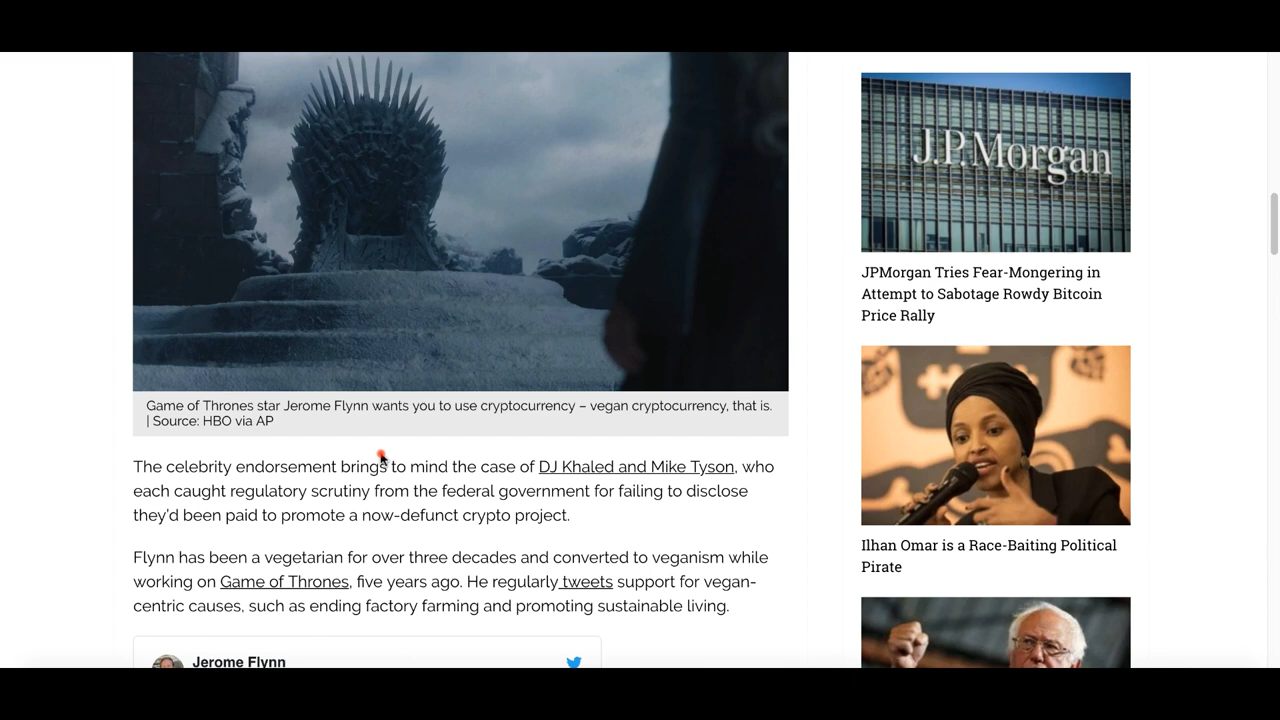 Game of Thrones star Jerome Flynn wants you to use cryptocurrency – vegan cryptocurrency, that is.
| Source: HBO via AP
The celebrity endorsement brings to mind the case of DJ Khaled and Mike Tyson, who
each caught regulatory scrutiny from the federal government for failing to disclose
they'd been paid to promote a now-defunct crypto project.
Flynn has been a vegetarian for over three decades and converted to veganism while
working on Game of Thrones, five years ago. He regularly tweets support for vegan-
centric causes, such as ending factory farming and promoting sustainable living.
Jerome Flynn
J.P.Morgan
JPMorgan Tries Fear-Mongering in
Attempt to Sabotage Rowdy Bitcoin
Price Rally
Ilhan Omar is a Race-Baiting Political
Pirate